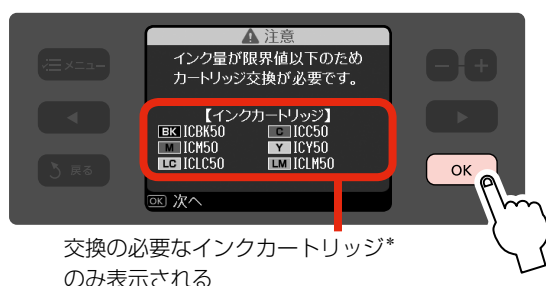 注意
メニュー
インク量が限界値以下のため
カートリッジ交換が必要です。
【インクカートリッジ】
BK ICBK50 C ICC50
M ICM50 Y ICY50
LC ICLC50 LM ICLM50
戻る
OK
OK 次へ
交換の必要なインクカートリッジ*
のみ表示される